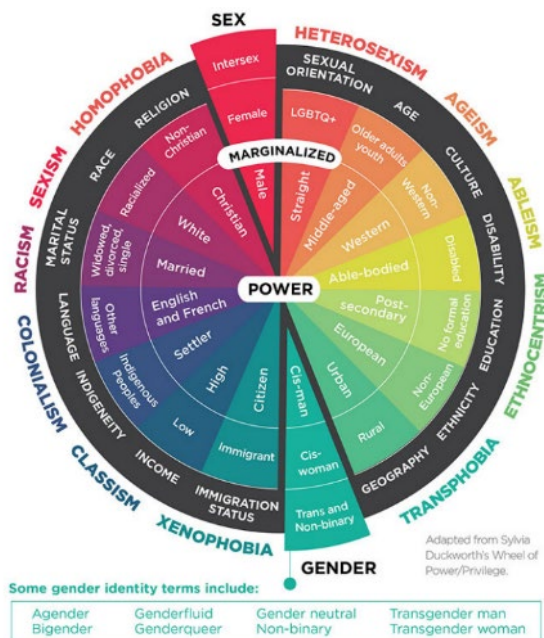 SEX
Intersex
Female
Male
HETEROSEXISM
AGEISM
ABLEISM
ETHNOCENTRISM
TRANSPHOBIA
XENOPHOBIA
CLASSISM
COLONIALISM
RACISM
SEXISM
HOMOPHOBIA
SEXUAL
ORIENTATION
LGBTQ+
Straight
AGE
Older adults
youth
Middle-aged
CULTURE
Non-
Western
Western
DISABILITY
Disabled
Able-bodied
EDUCATION
No formal
education
Post-
secondary
ETHNICITY
Non-
European
European
GEOGRAPHY
Rural
Urban
Cis-man
Cis-
woman
Trans and
Non-binary
GENDER
IMMIGRATION
STATUS
Immigrant
Citizen
INCOME
Low
High
INDIGENEITY
Indigenous
Peoples
Settler
LANGUAGE
Other
languages
English
and French
MARITAL
STATUS
Widowed,
divorced,
single
Married
RACE
Racialized
White
RELIGION
Non-
Christian
Christian
MARGINALIZED
POWER
Adapted from Sylvia
Duckworth's Wheel of
Power/Privilege.
Some gender identity terms include:
Agender Genderfluid Gender neutral Transgender man
Bigender Genderqueer Non-binary Transgender woman